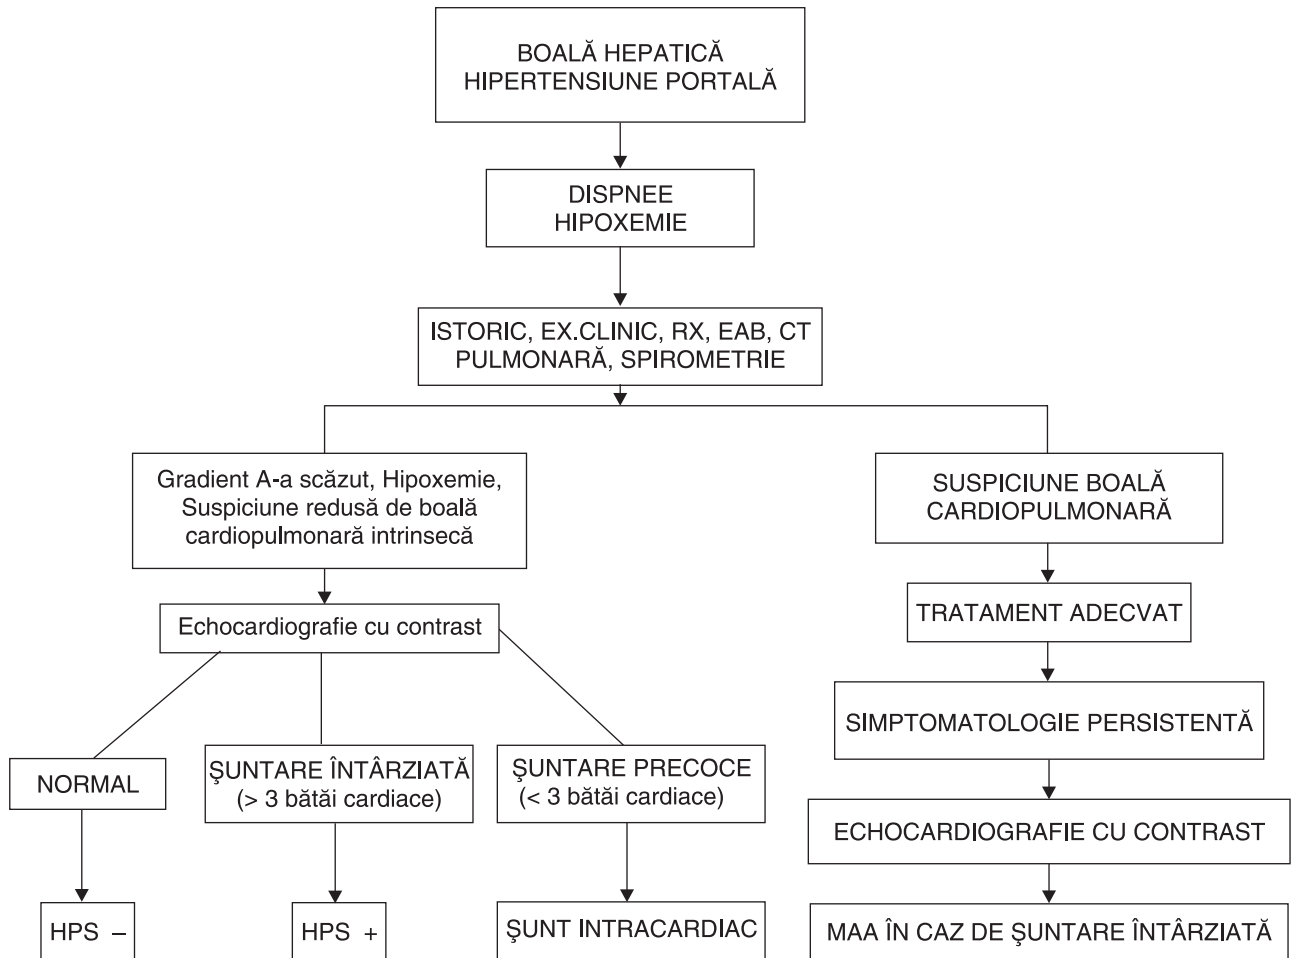 BOALĂ HEPATICĂ
HIPERTENSIUNE PORTALĂ
DISPNEE
HIPOXEMIE
ISTORIC, EX.CLINIC, RX, EAB, CT
PULMONARĂ, SPIROMETRIE
Gradient A-a scăzut, Hipoxemie,
Suspiciune redusă de boală
cardiopulmonară intrinsecă
SUSPICIUNE BOALĂ
CARDIOPULMONARĂ
Echocardiografie cu contrast
TRATAMENT ADECVAT
SIMPTOMATOLOGIE PERSISTENTĂ
NORMAL
ŞUNTARE ÎNTÂRZIATĂ
(> 3 bătăi cardiace)
ŞUNTARE PRECOCE
(< 3 bătăi cardiace)
ECHOCARDIOGRAFIE CU CONTRAST
HPS –
HPS +
ŞUNT INTRACARDIAC
MAA ÎN CAZ DE ŞUNTARE ÎNTÂRZIATĂ